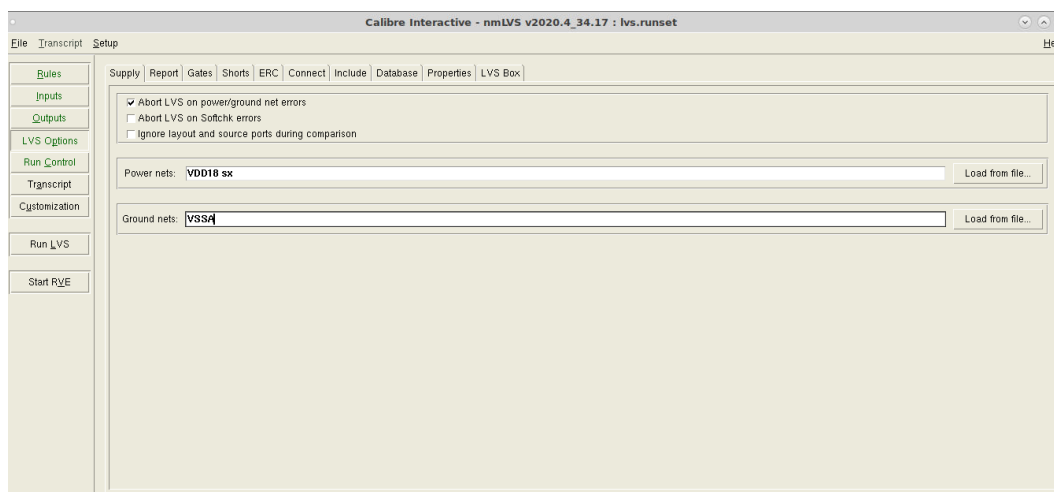 Calibre Interactive - nmLVS v2020.4_34.17 : lvs.runset
File Transcript Setup He
Rules
Inputs
Outputs
LVS Options
Run Control
Transcript
Customization
Run LVS
Start RVE
Supply Report Gates Shorts ERC Connect Include Database Properties LVS Box
Abort LVS on power/ground net errors
Abort LVS on Softchk errors
Ignore layout and source ports during comparison
Power nets: VDD18 sx Load from file...
Ground nets: VSSA Load from file...